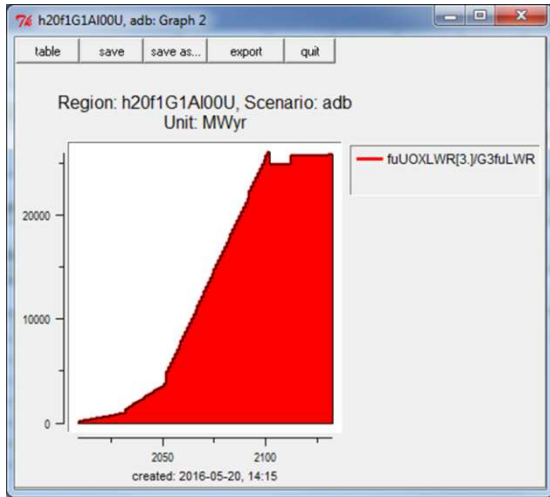 h20f1G1Al00U, adb: Graph 2
table save save as... export quit
Region: h20f1G1Al00U, Scenario: adb
Unit: MWyr
fuUOXLWR[3.]/G3fuLWR
20000
10000
0
2050 2100
created: 2016-05-20, 14:15